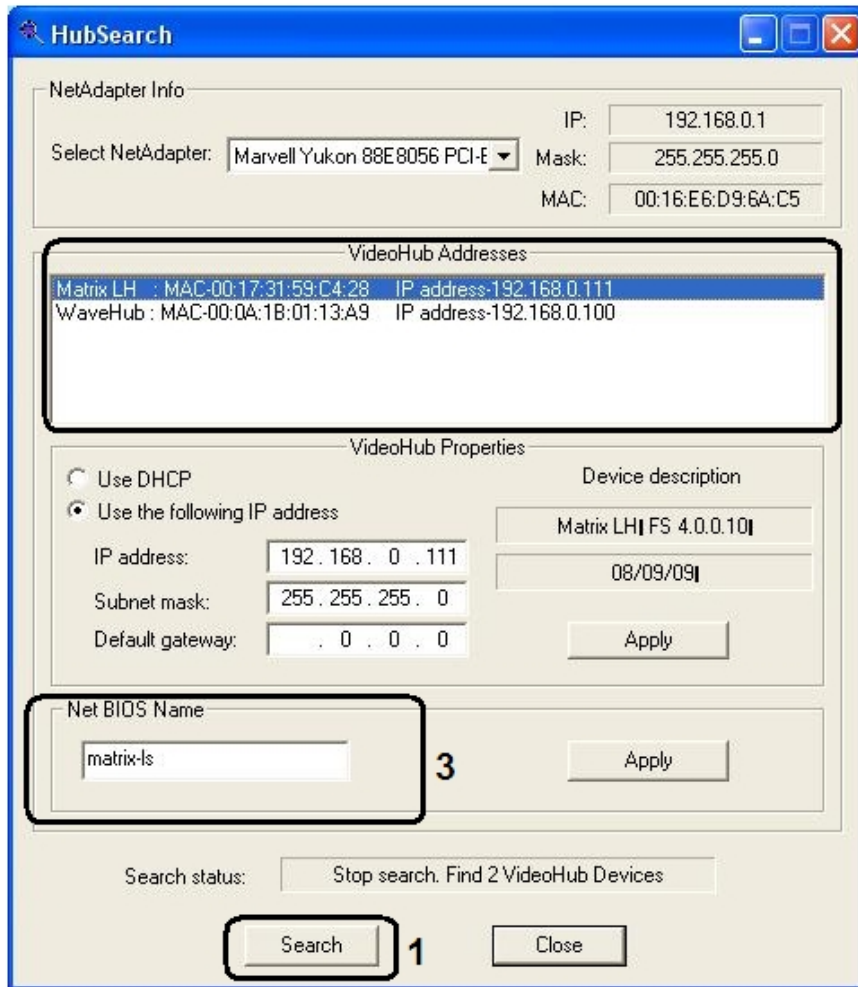 HubSearch
NetAdapter Info
IP: 192.168.0.1
Select NetAdapter: Marvell Yukon 88E8056 PCI-E Mask: 255.255.255.0
MAC: 00:16:E6:D9:6A:C5
VideoHub Addresses
Matrix LH : MAC-00:17:31:59:C4:28 IP address-192.168.0.111
WaveHub : MAC-00:0A:1B:01:13:A9 IP address-192.168.0.100
VideoHub Properties
Use DHCP Device description
Use the following IP address Matrix LH FS 4.0.0.10
IP address: 192 . 168 . 0 . 111
08/09/09
Subnet mask: 255 . 255 . 255 . 0
Default gateway: . 0 . 0 . 0 Apply
Net BIOS Name
matrix-ls 3 Apply
Search status: Stop search. Find 2 VideoHub Devices
Search 1 Close